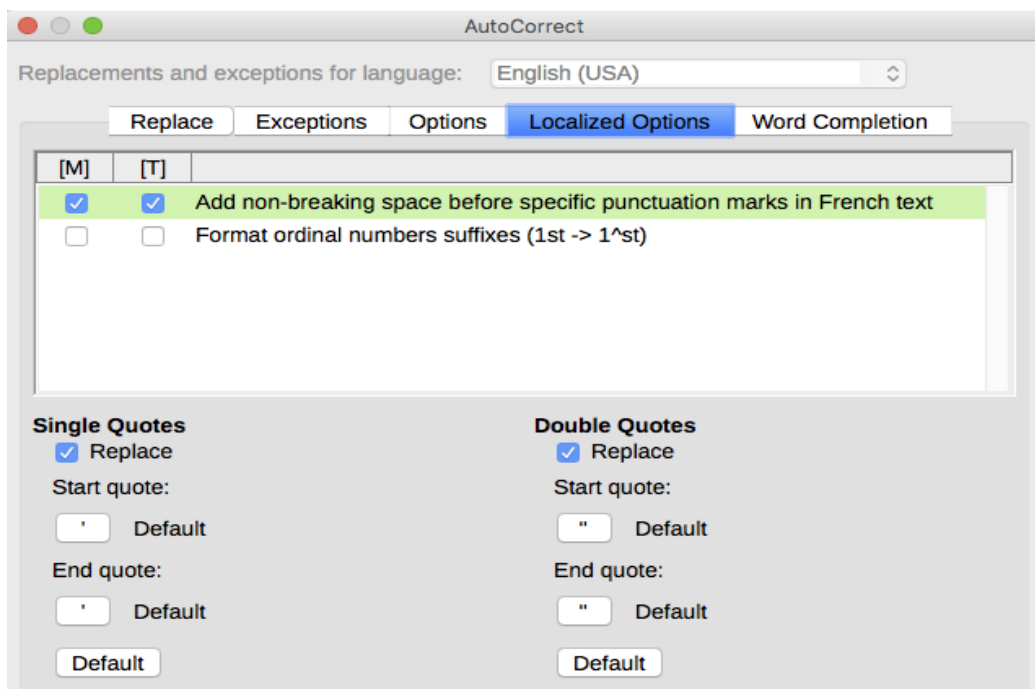 AutoCorrect
Replacements and exceptions for language: English (USA)
Replace Exceptions Options Localized Options Word Completion
[M] [T]
Add non-breaking space before specific punctuation marks in French text
Format ordinal numbers suffixes (1st -> 1^st)
Single Quotes Double Quotes
Replace Replace
Start quote: Start quote:
' Default " Default
End quote: End quote:
' Default " Default
Default Default